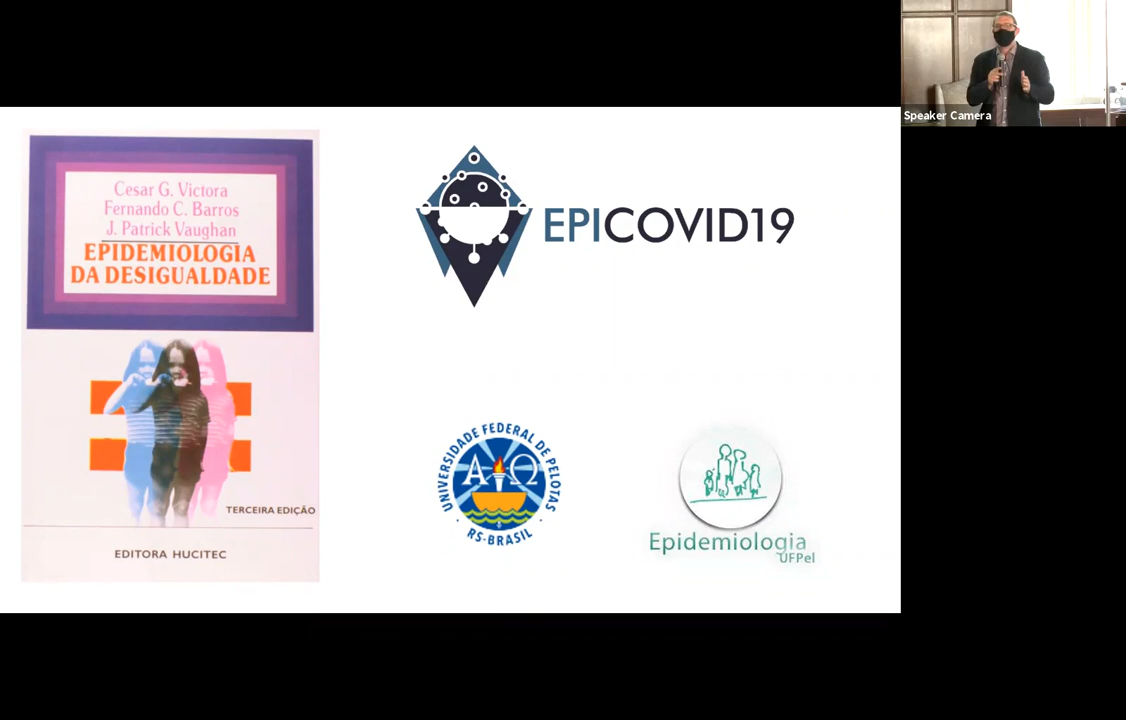 Speaker Camera
Cesar G. Victora
Fernando C. Barros
J. Patrick Vaughan
EPIDEMIOLOGIA
DA DESIGUALDADE
TERCEIRA EDIÇÃO
EDITORA HUCITEC
EPICOVID19
UNIVERSIDADE FEDERAL DE PELOTAS
Α Ω
· RS-BRASIL ·
Epidemiologia
UFPel